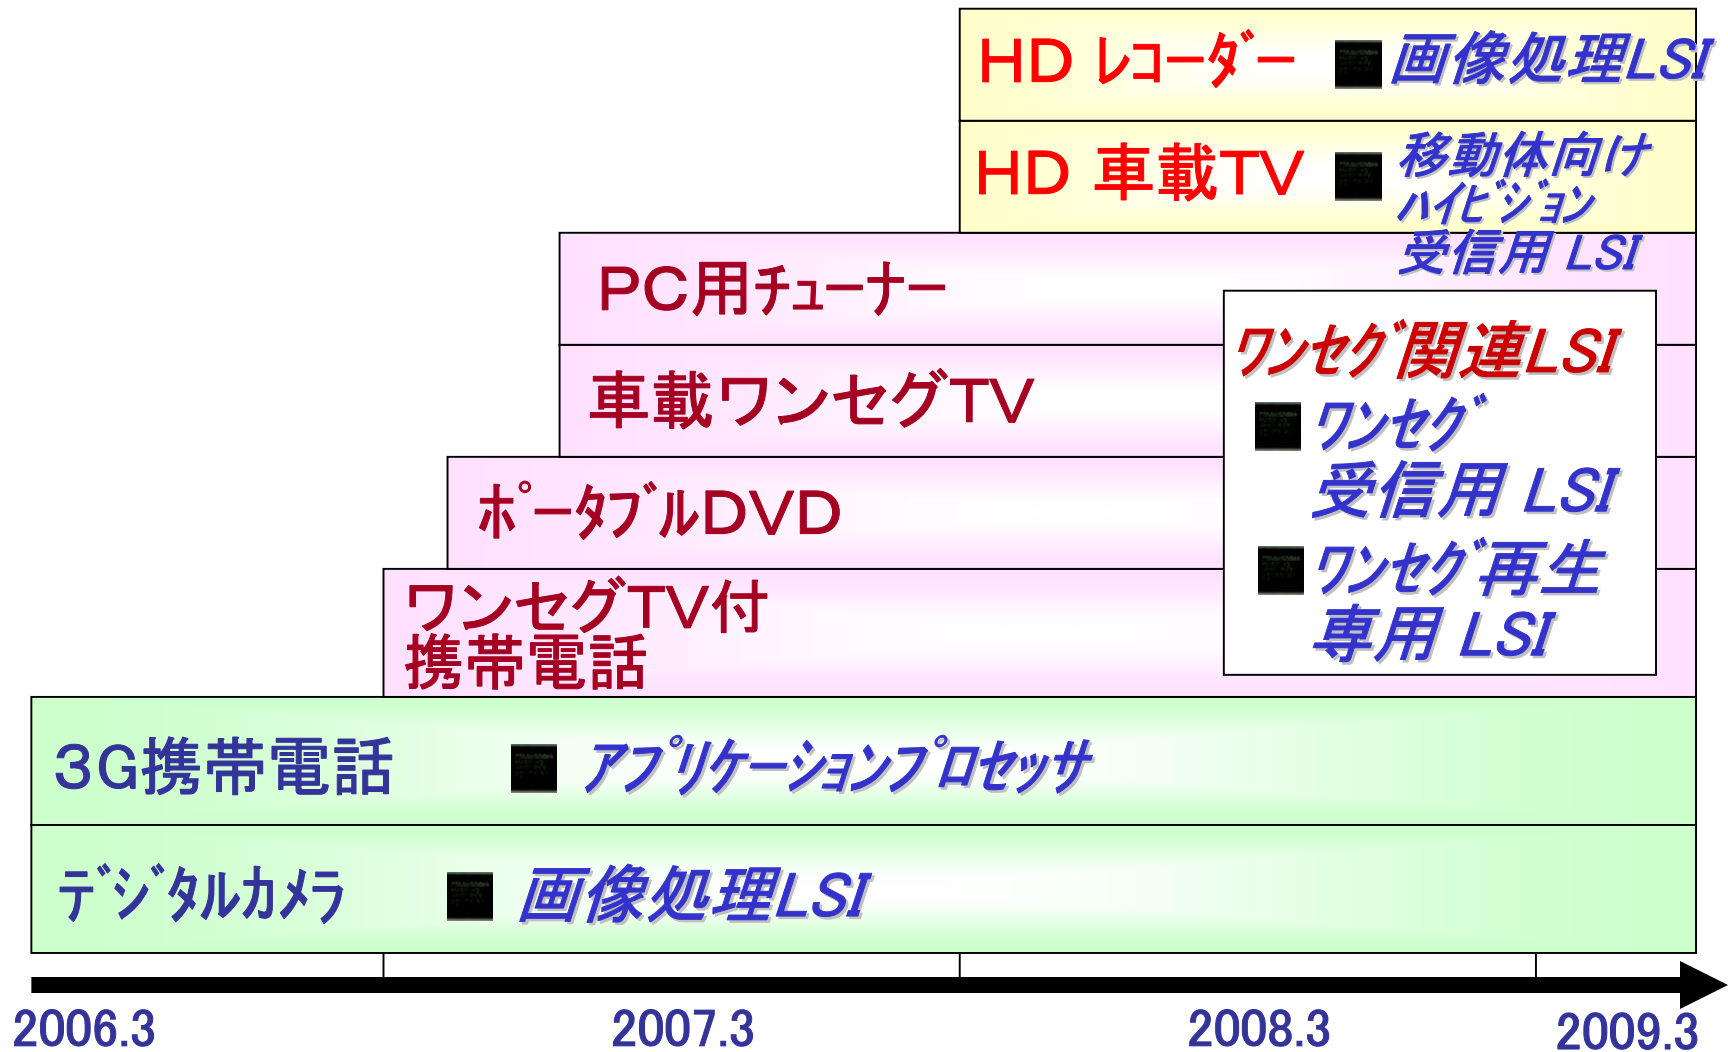 HD ﾚｺｰﾀﾞｰ 画像処理LSI
HD 車載TV 移動体向け
ﾊｲﾋﾞｼﾞｮﾝ
受信用 LSI
PC用ﾁｭｰﾅｰ
車載ワンセグTV
ﾎﾟｰﾀﾌﾞﾙDVD
ワンセグTV付
携帯電話
ﾜﾝｾｸﾞ関連LSI
ﾜﾝｾｸﾞ
受信用 LSI
ﾜﾝｾｸﾞ再生
専用 LSI
3G携帯電話 ｱﾌﾟﾘｹｰｼｮﾝﾌﾟﾛｾｯｻ
ﾃﾞｼﾞﾀﾙｶﾒﾗ 画像処理LSI
2006.3 2007.3 2008.3 2009.3